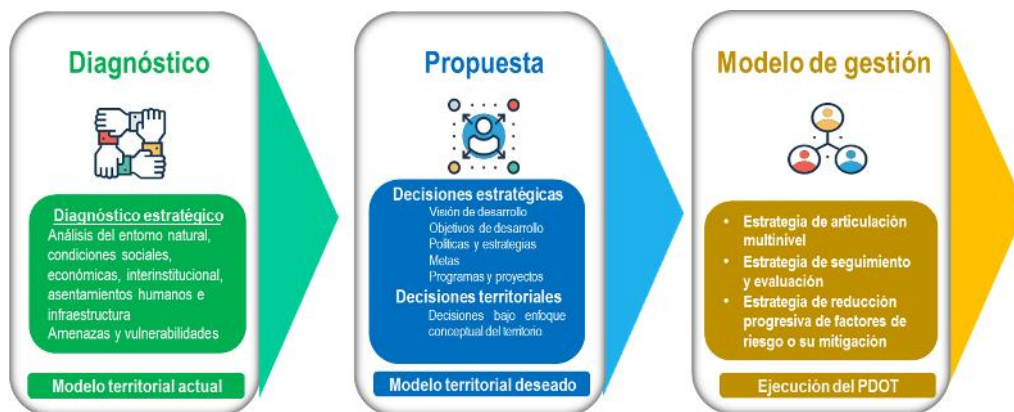 Diagnóstico
Diagnóstico estratégico
Análisis del entorno natural,
condiciones sociales,
económicas, interinstitucional,
asentamientos humanos e
infraestructura
Amenazas y vulnerabilidades
Modelo territorial actual
Propuesta
Decisiones estratégicas
Visión de desarrollo
Objetivos de desarrollo
Políticas y estrategias
Metas
Programas y proyectos
Decisiones territoriales
Decisiones bajo enfoque
conceptual del territorio
Modelo territorial deseado
Modelo de gestión
• Estrategia de articulación
multinivel
• Estrategia de seguimiento
y evaluación
• Estrategia de reducción
progresiva de factores de
riesgo o su mitigación
Ejecución del PDOT